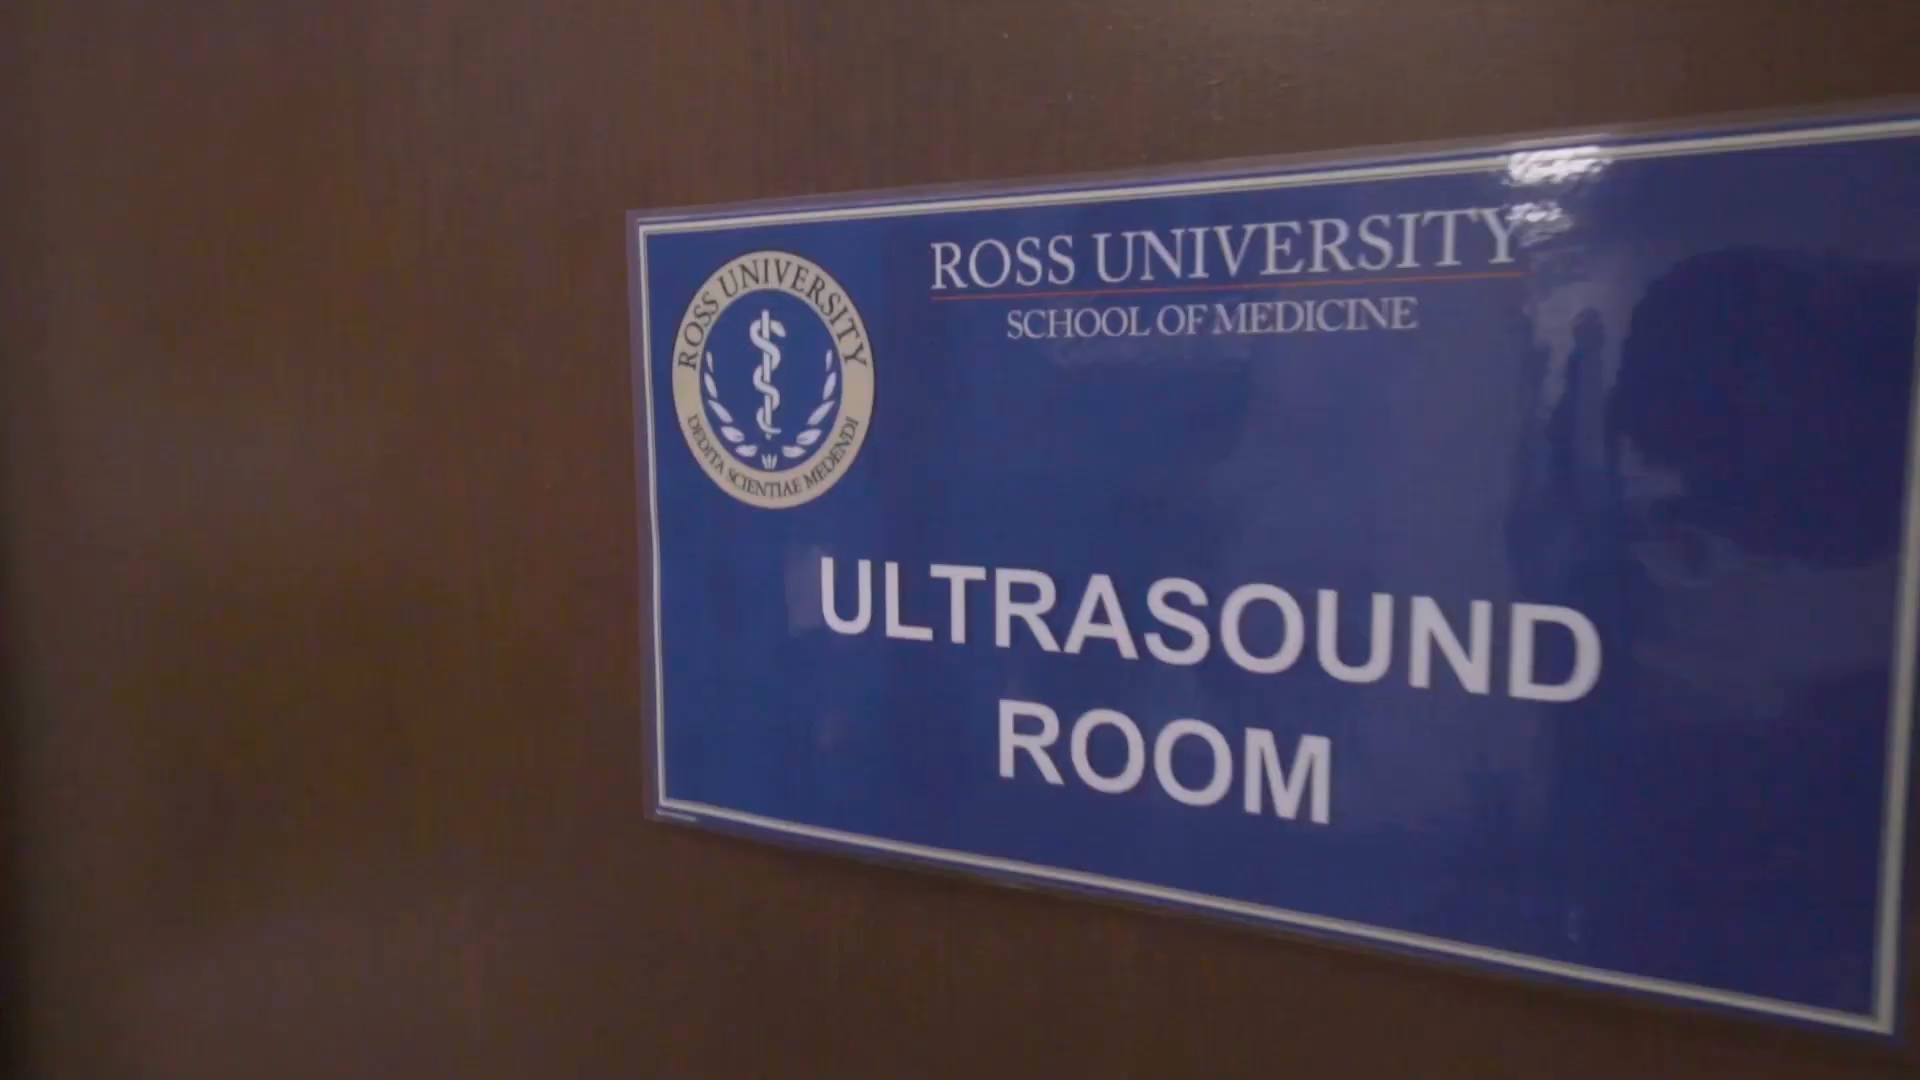 ROSS UNIVERSITY
SCHOOL OF MEDICINE
ROSS UNIVERSITY
DEDITA SCIENTIAE MEDENDI
ULTRASOUND
ROOM